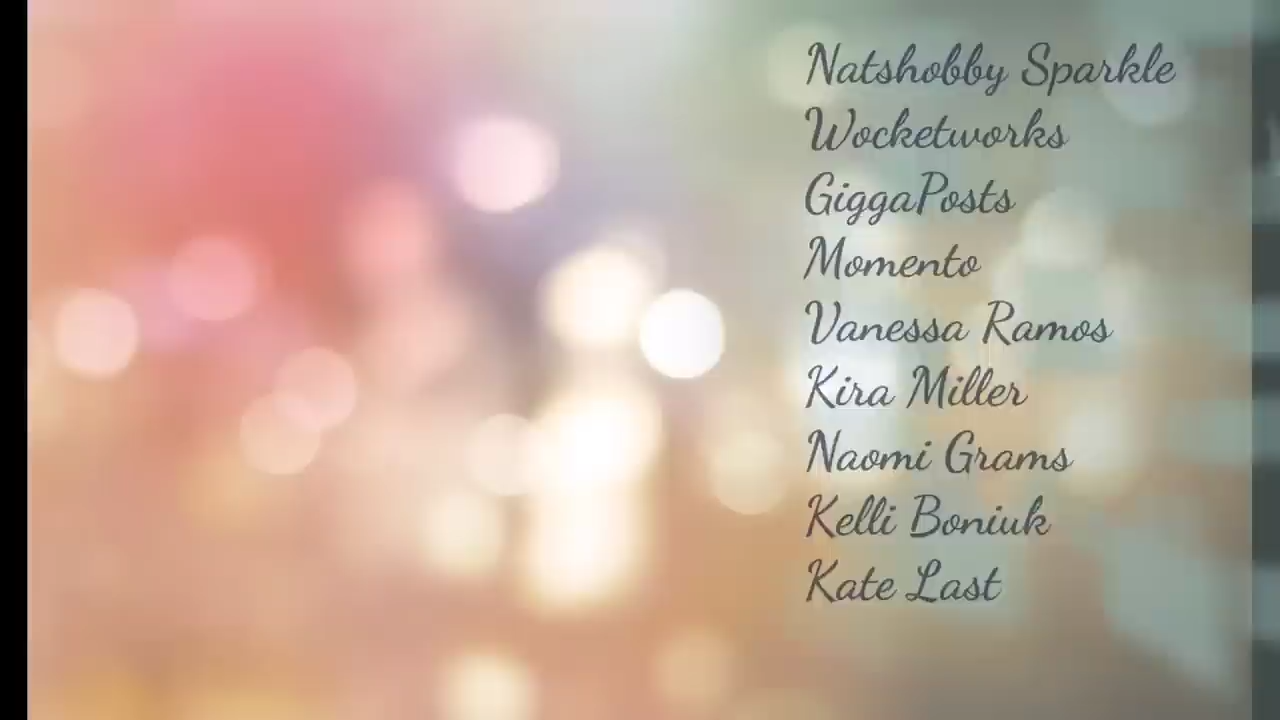 Natshobby Sparkle
Wocketworks
GiggaPosts
Momento
Vanessa Ramos
Kira Miller
Naomi Grams
Kelli Boniuk
Kate Last